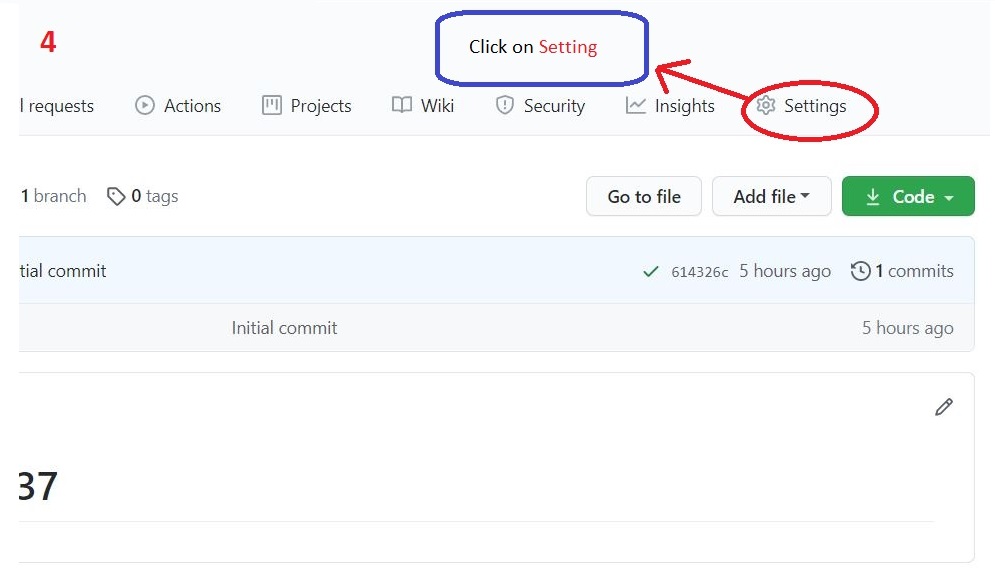 4
Click on Setting
l requests Actions Projects Wiki Security Insights Settings
1 branch 0 tags Go to file Add file Code
tial commit 614326c 5 hours ago 1 commits
Initial commit 5 hours ago
37